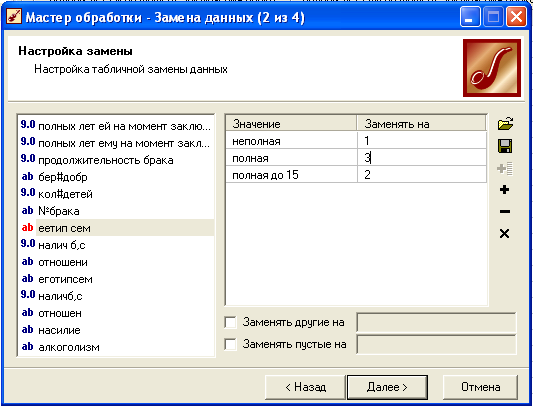 Мастер обработки - Замена данных (2 из 4)
Настройка замены
Настройка табличной замены данных
9.0 полных лет ей на момент заклю...
9.0 полных лет ему на момент закл...
9.0 продолжительность брака
ab бер#добр
9.0 кол#детей
ab №брака
ab еетип сем
9.0 налич б,с
ab отношени
ab еготипсем
9.0 наличб,с
ab отношен
ab насилие
ab алкоголизм
Значение Заменять на
неполная 1
полная 3
полная до 15 2
Заменять другие на
Заменять пустые на
< Назад Далее > Отмена